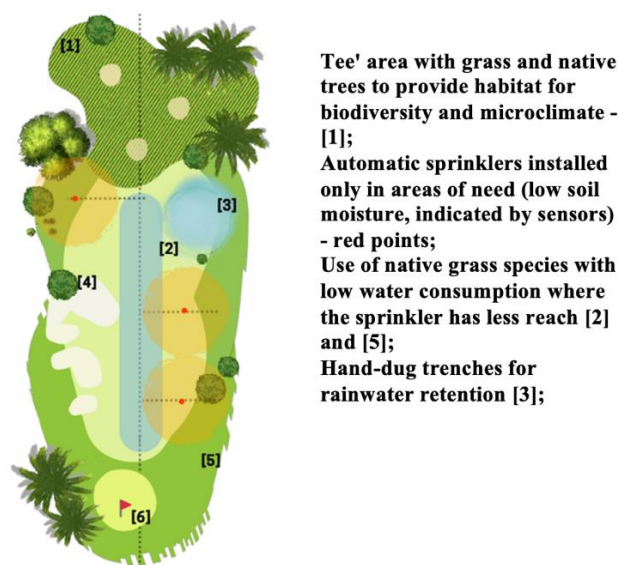 [1]
[3]
[2]
[4]
[5]
[6]
Tee' area with grass and native
trees to provide habitat for
biodiversity and microclimate -
[1];
Automatic sprinklers installed
only in areas of need (low soil
moisture, indicated by sensors)
- red points;
Use of native grass species with
low water consumption where
the sprinkler has less reach [2]
and [5];
Hand-dug trenches for
rainwater retention [3];